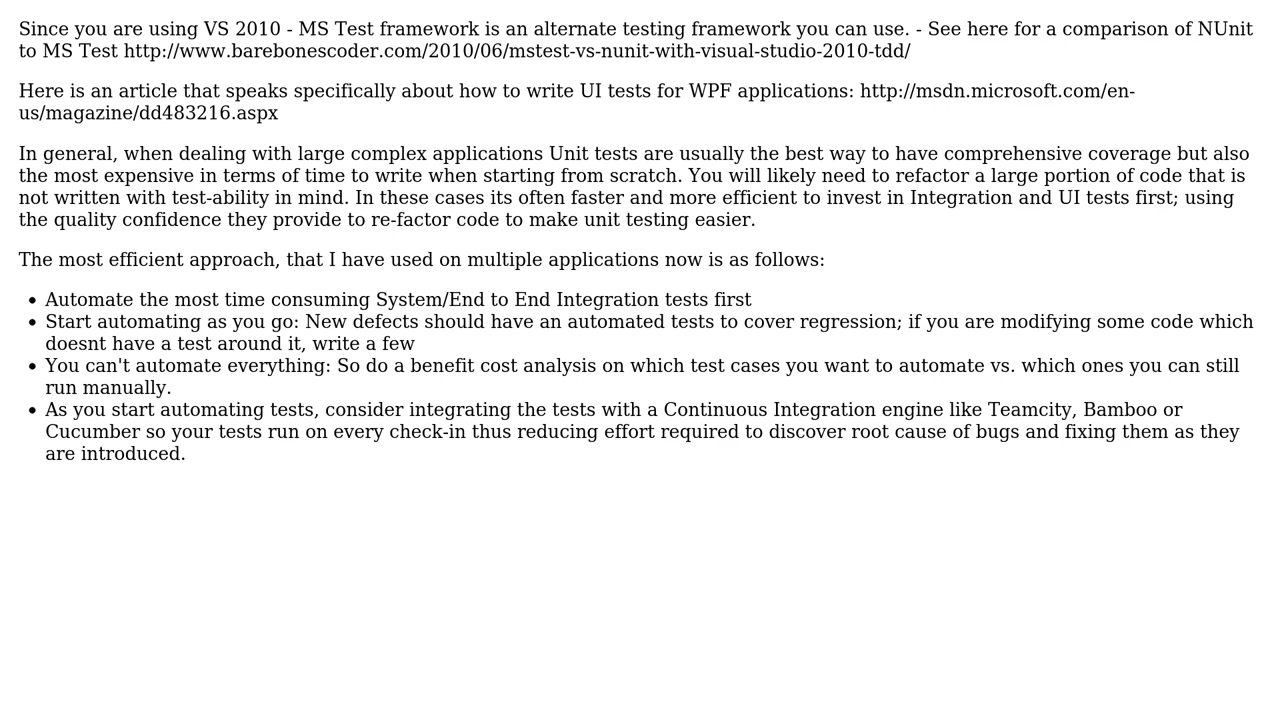 Since you are using VS 2010 - MS Test framework is an alternate testing framework you can use. - See here for a comparison of NUnit
to MS Test http://www.barebonescoder.com/2010/06/mstest-vs-nunit-with-visual-studio-2010-tdd/
Here is an article that speaks specifically about how to write UI tests for WPF applications: http://msdn.microsoft.com/en-
us/magazine/dd483216.aspx
In general, when dealing with large complex applications Unit tests are usually the best way to have comprehensive coverage but also
the most expensive in terms of time to write when starting from scratch. You will likely need to refactor a large portion of code that is
not written with test-ability in mind. In these cases its often faster and more efficient to invest in Integration and UI tests first; using
the quality confidence they provide to re-factor code to make unit testing easier.
The most efficient approach, that I have used on multiple applications now is as follows:
• Automate the most time consuming System/End to End Integration tests first
• Start automating as you go: New defects should have an automated tests to cover regression; if you are modifying some code which
doesnt have a test around it, write a few
• You can't automate everything: So do a benefit cost analysis on which test cases you want to automate vs. which ones you can still
run manually.
• As you start automating tests, consider integrating the tests with a Continuous Integration engine like Teamcity, Bamboo or
Cucumber so your tests run on every check-in thus reducing effort required to discover root cause of bugs and fixing them as they
are introduced.